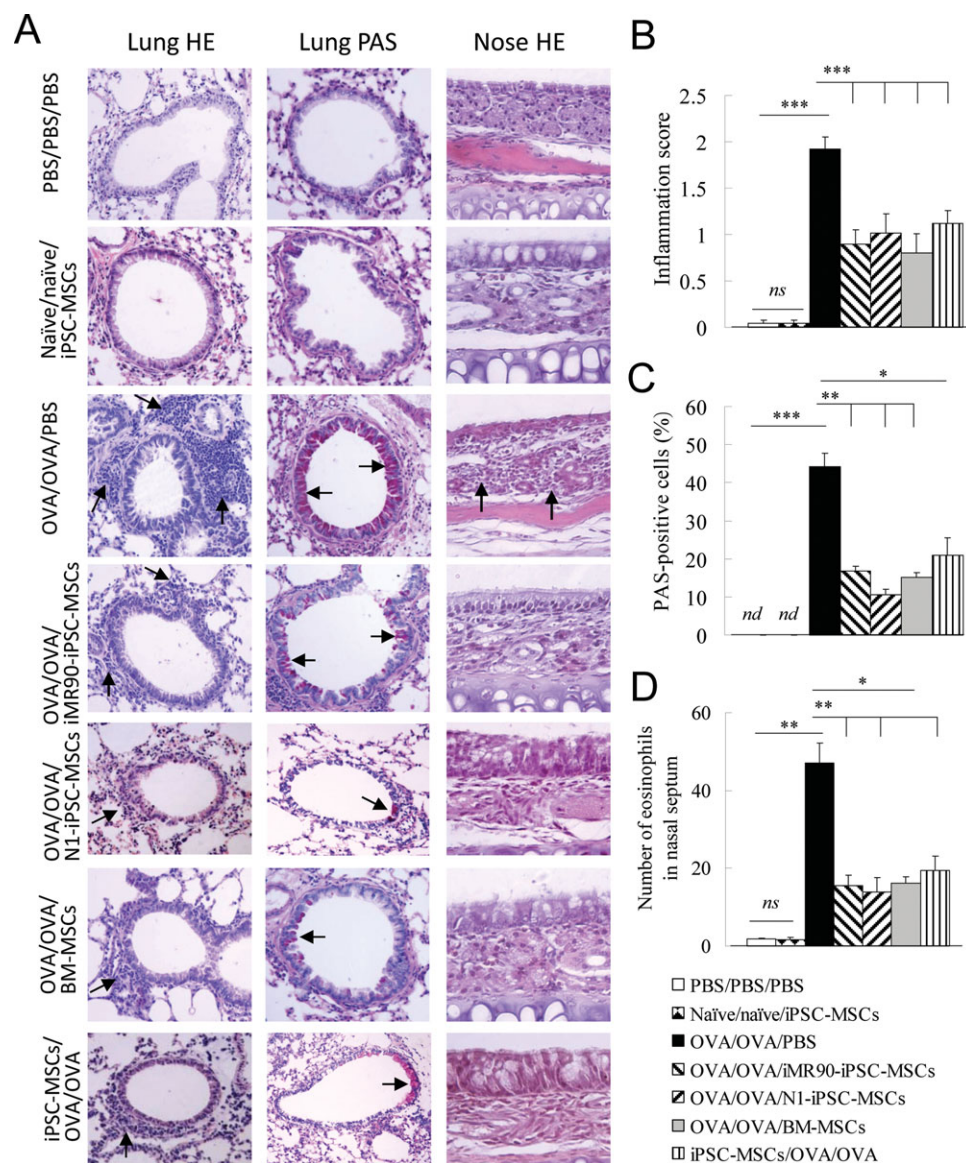 A
Lung HE
Lung PAS
Nose HE
PBS/PBS/PBS
Naïve/naïve/
iPSC-MSCs
OVA/OVA/PBS
OVA/OVA/
iMR90-iPSC-MSCs
OVA/OVA/
N1-iPSC-MSCs
OVA/OVA/
BM-MSCs
iPSC-MSCs/
OVA/OVA
B
Inflammation score
2.5
2
1.5
1
0.5
0
***
***
ns
C
PAS-positive cells (%)
60
50
40
30
20
10
0
*
**
***
nd
nd
D
Number of eosinophils
in nasal septum
60
40
20
0
*
**
**
ns
PBS/PBS/PBS
Naïve/naïve/iPSC-MSCs
OVA/OVA/PBS
OVA/OVA/iMR90-iPSC-MSCs
OVA/OVA/N1-iPSC-MSCs
OVA/OVA/BM-MSCs
iPSC-MSCs/OVA/OVA